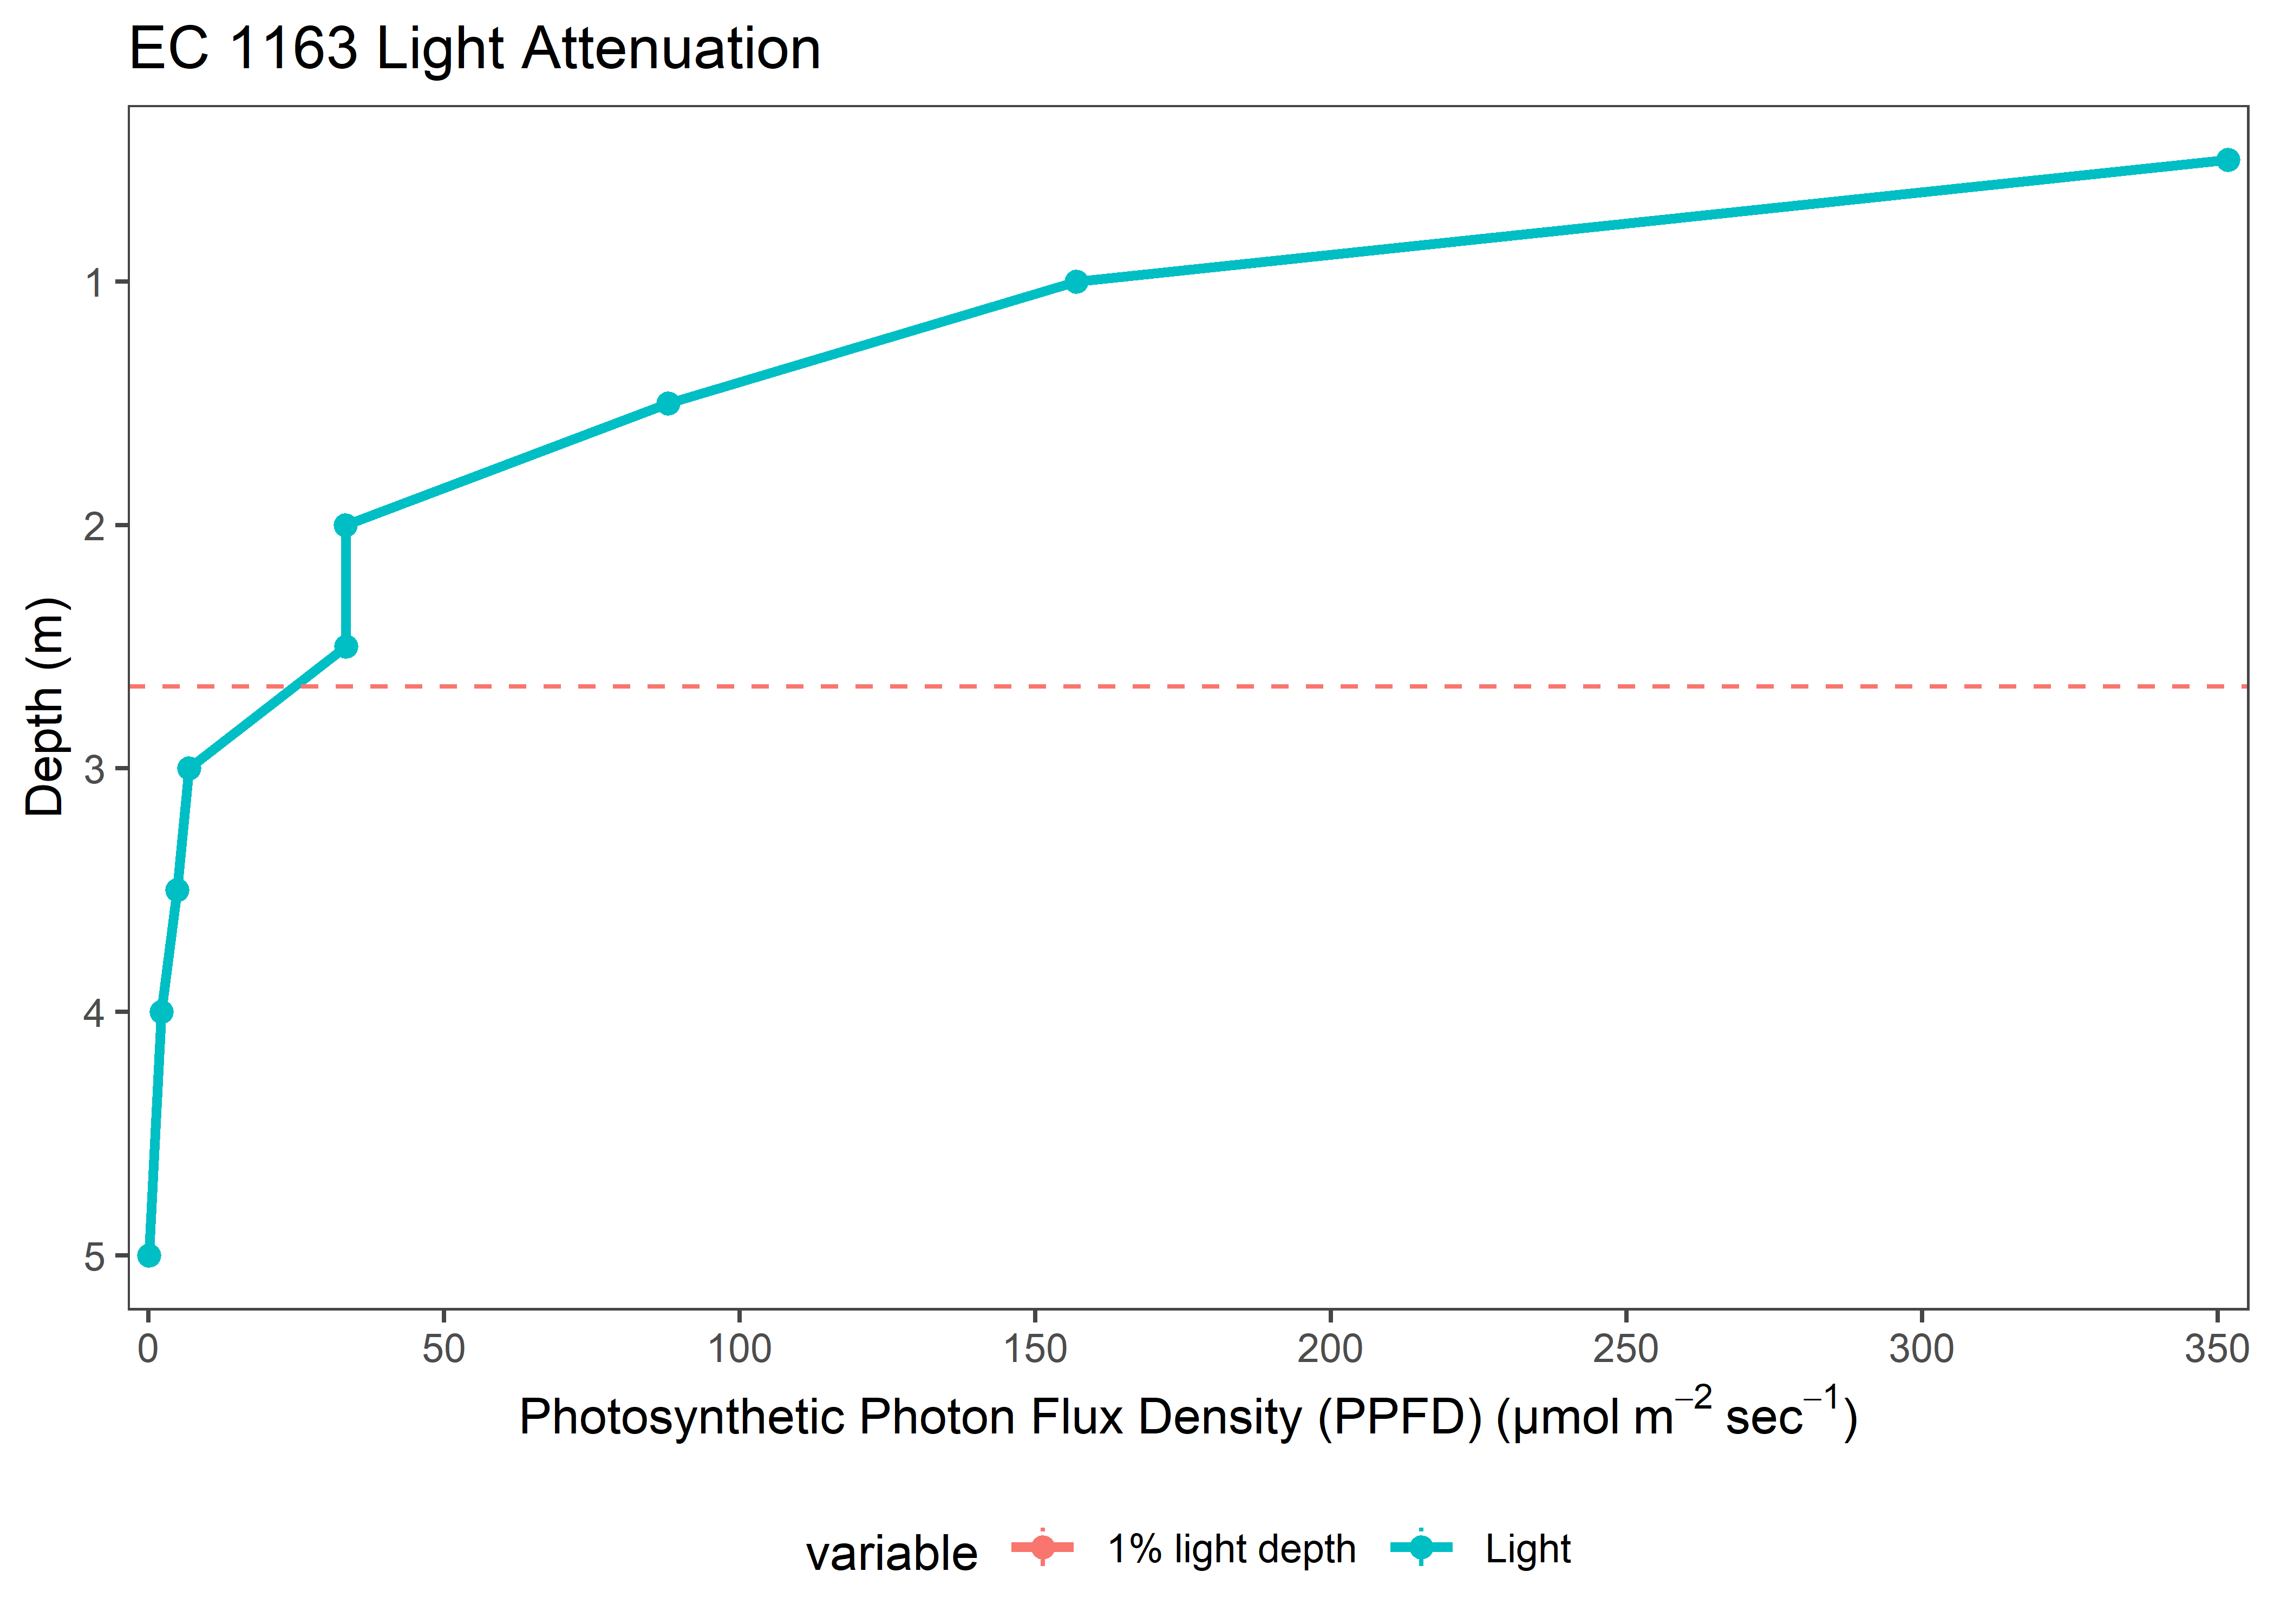 EC 1163 Light Attenuation
Depth (m)
1
2
3
4
5
0 50 100 150 200 250 300 350
Photosynthetic Photon Flux Density (PPFD) (μmol m⁻² sec⁻¹)
variable 1% light depth Light